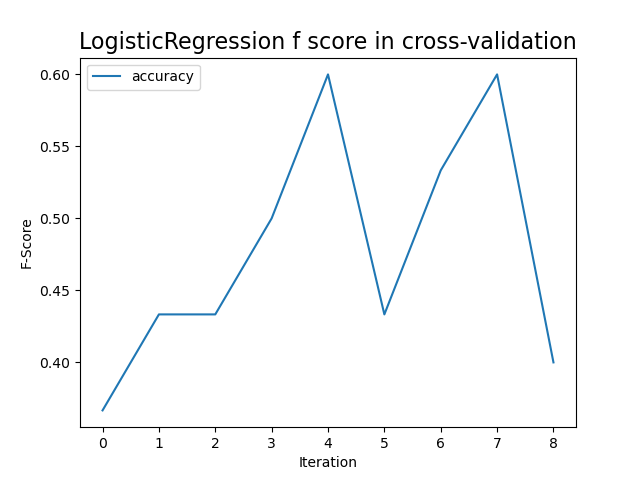 LogisticRegression f score in cross-validation
accuracy
F-Score
0.60
0.55
0.50
0.45
0.40
0 1 2 3 4 5 6 7 8
Iteration